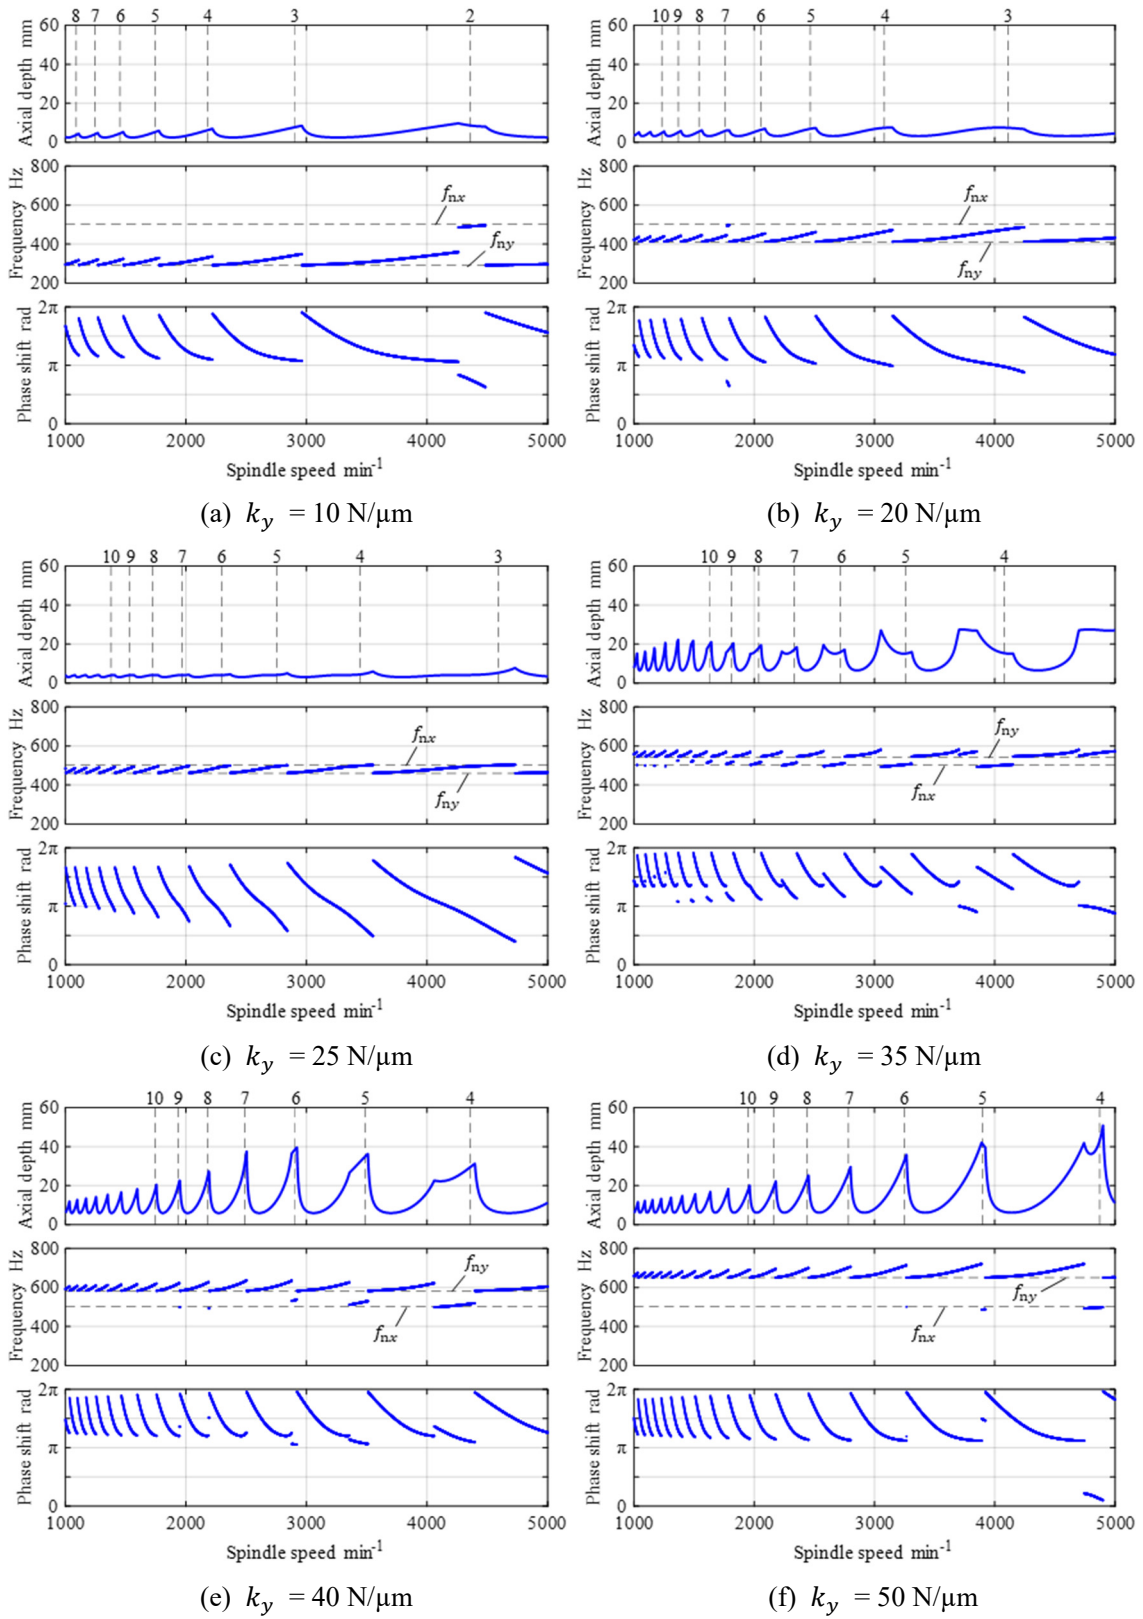 8 7 6 5 4 3 2
60
40
20
0
Axial depth mm
800
600
400
200
Frequency Hz
fnx
fny
2π
π
0
Phase shift rad
1000 2000 3000 4000 5000
Spindle speed min-1
(a) ky = 10 N/μm
10 9 8 7 6 5 4 3
60
40
20
0
Axial depth mm
800
600
400
200
Frequency Hz
fnx
fny
2π
π
0
Phase shift rad
1000 2000 3000 4000 5000
Spindle speed min-1
(b) ky = 20 N/μm
10 9 8 7 6 5 4 3
60
40
20
0
Axial depth mm
800
600
400
200
Frequency Hz
fnx
fny
2π
π
0
Phase shift rad
1000 2000 3000 4000 5000
Spindle speed min-1
(c) ky = 25 N/μm
10 9 8 7 6 5 4
60
40
20
0
Axial depth mm
800
600
400
200
Frequency Hz
fny
fnx
2π
π
0
Phase shift rad
1000 2000 3000 4000 5000
Spindle speed min-1
(d) ky = 35 N/μm
10 9 8 7 6 5 4
60
40
20
0
Axial depth mm
800
600
400
200
Frequency Hz
fny
fnx
2π
π
0
Phase shift rad
1000 2000 3000 4000 5000
Spindle speed min-1
(e) ky = 40 N/μm
10 9 8 7 6 5 4
60
40
20
0
Axial depth mm
800
600
400
200
Frequency Hz
fny
fnx
2π
π
0
Phase shift rad
1000 2000 3000 4000 5000
Spindle speed min-1
(f) ky = 50 N/μm